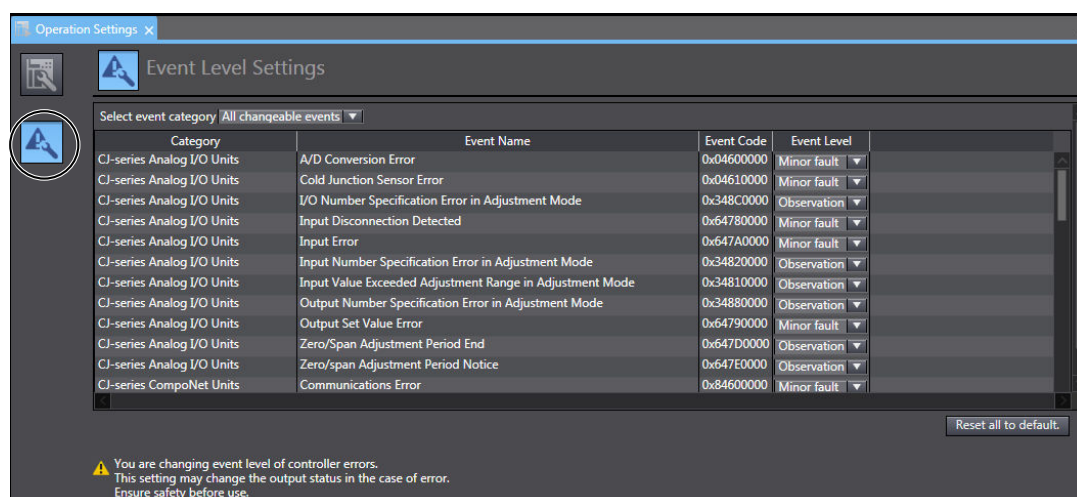 Operation Settings ×
Event Level Settings
Select event category All changeable events
Category Event Name Event Code Event Level
CJ-series Analog I/O Units A/D Conversion Error 0x04600000 Minor fault
CJ-series Analog I/O Units Cold Junction Sensor Error 0x04610000 Minor fault
CJ-series Analog I/O Units I/O Number Specification Error in Adjustment Mode 0x348C0000 Observation
CJ-series Analog I/O Units Input Disconnection Detected 0x64780000 Minor fault
CJ-series Analog I/O Units Input Error 0x647A0000 Minor fault
CJ-series Analog I/O Units Input Number Specification Error in Adjustment Mode 0x34820000 Observation
CJ-series Analog I/O Units Input Value Exceeded Adjustment Range in Adjustment Mode 0x34810000 Observation
CJ-series Analog I/O Units Output Number Specification Error in Adjustment Mode 0x34880000 Observation
CJ-series Analog I/O Units Output Set Value Error 0x64790000 Minor fault
CJ-series Analog I/O Units Zero/Span Adjustment Period End 0x647D0000 Observation
CJ-series Analog I/O Units Zero/span Adjustment Period Notice 0x647E0000 Observation
CJ-series CompoNet Units Communications Error 0x84600000 Minor fault
Reset all to default.
You are changing event level of controller errors.
This setting may change the output status in the case of error.
Ensure safety before use.